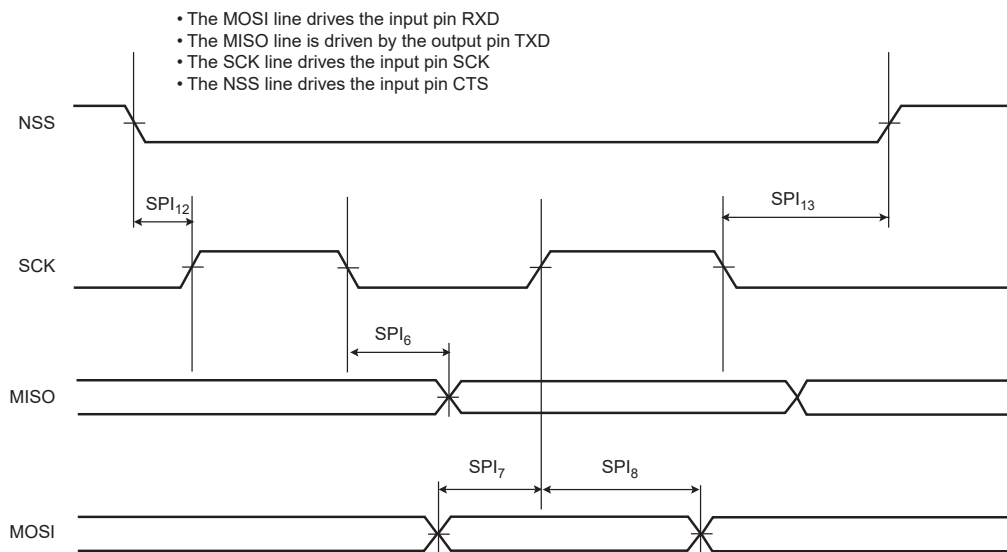 • The MOSI line drives the input pin RXD
• The MISO line is driven by the output pin TXD
• The SCK line drives the input pin SCK
• The NSS line drives the input pin CTS
NSS
SPI12
SPI13
SCK
SPI6
MISO
SPI7
SPI8
MOSI